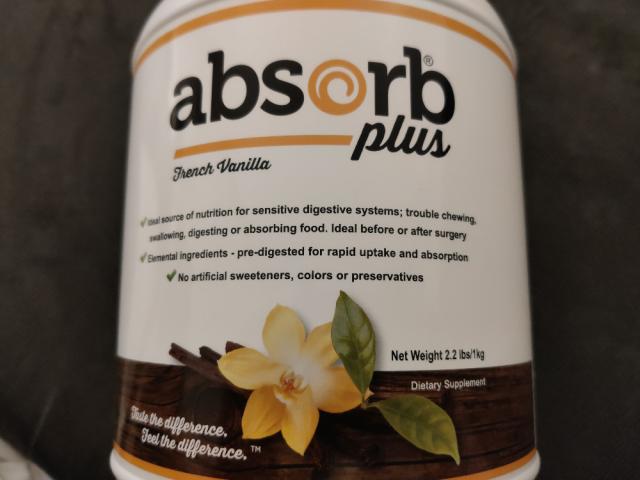 absorb®
plus
French Vanilla
Ideal source of nutrition for sensitive digestive systems; trouble chewing,
swallowing, digesting or absorbing food. Ideal before or after surgery
Elemental ingredients - pre-digested for rapid uptake and absorption
No artificial sweeteners, colors or preservatives
Net Weight 2.2 lbs/1kg
Dietary Supplement
Taste the difference.
Feel the difference.™